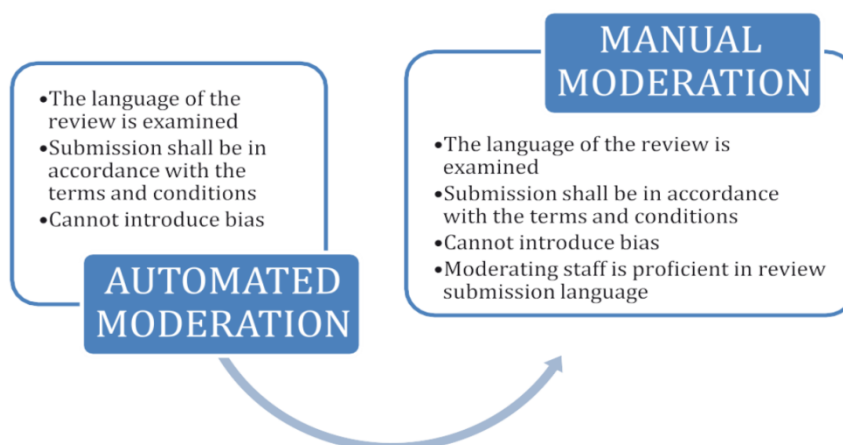 •The language of the
review is examined
•Submission shall be in
accordance with the
terms and conditions
•Cannot introduce bias
AUTOMATED
MODERATION
MANUAL
MODERATION
•The language of the review is
examined
•Submission shall be in accordance
with the terms and conditions
•Cannot introduce bias
•Moderating staff is proficient in review
submission language